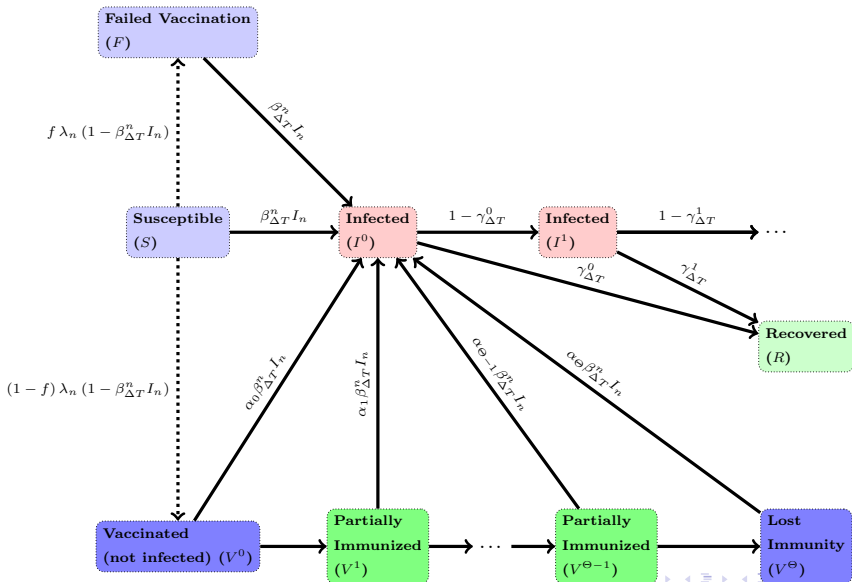 Failed Vaccination
(F)
β^n_{ΔT} I_n
f λ_n (1 − β^n_{ΔT} I_n)
Susceptible
(S)
β^n_{ΔT} I_n
Infected
(I^0)
1 − γ^0_{ΔT}
Infected
(I^1)
1 − γ^1_{ΔT}
···
γ^0_{ΔT}
γ^1_{ΔT}
Recovered
(R)
(1 − f) λ_n (1 − β^n_{ΔT} I_n)
α_0 β^n_{ΔT} I_n
α_1 β^n_{ΔT} I_n
α_{Θ−1} β^n_{ΔT} I_n
α_Θ β^n_{ΔT} I_n
Vaccinated
(not infected) (V^0)
Partially
Immunized
(V^1)
···
Partially
Immunized
(V^{Θ−1})
Lost
Immunity
(V^Θ)